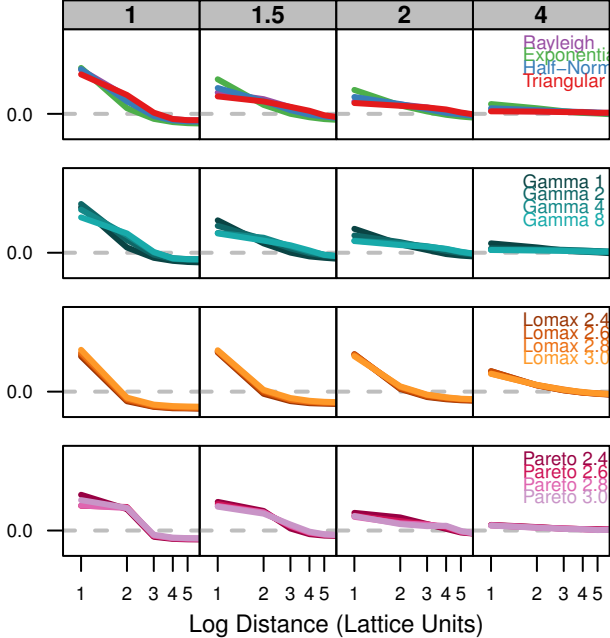 1 1.5 2 4
Rayleigh
Exponentia
Half-Norm
Triangular
0.0
Gamma 1
Gamma 2
Gamma 4
Gamma 8
0.0
Lomax 2.4
Lomax 2.6
Lomax 2.8
Lomax 3.0
0.0
Pareto 2.4
Pareto 2.6
Pareto 2.8
Pareto 3.0
0.0
1 2 3 4 5 1 2 3 4 5 1 2 3 4 5 1 2 3 4 5
Log Distance (Lattice Units)